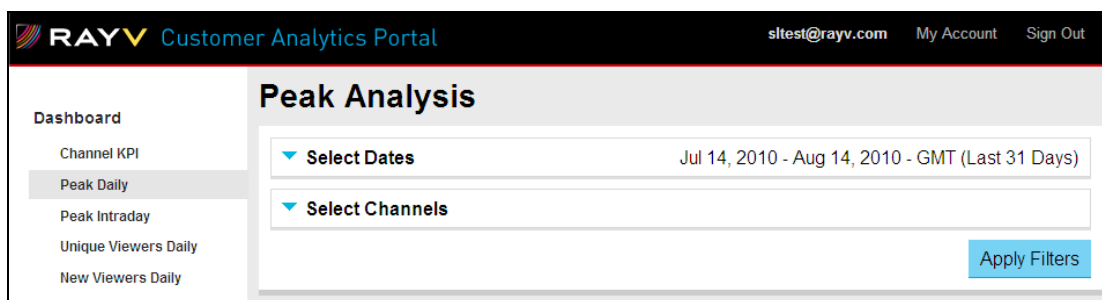 RAYV Customer Analytics Portal
sltest@rayv.com My Account Sign Out
Dashboard
Channel KPI
Peak Daily
Peak Intraday
Unique Viewers Daily
New Viewers Daily
Peak Analysis
Select Dates Jul 14, 2010 - Aug 14, 2010 - GMT (Last 31 Days)
Select Channels
Apply Filters